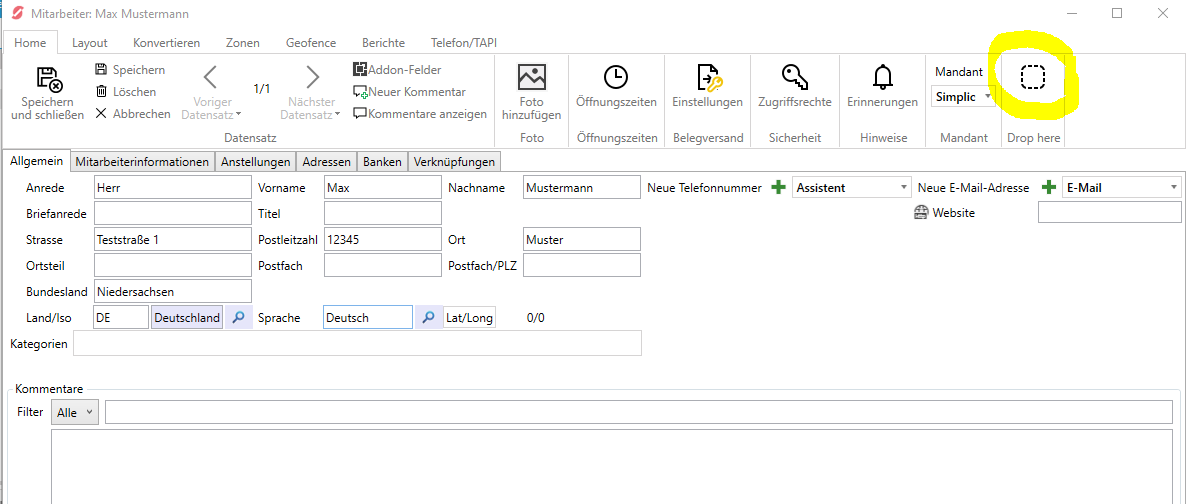 Mitarbeiter: Max Mustermann
Home Layout Konvertieren Zonen Geofence Berichte Telefon/TAPI
Speichern und schließen
Speichern
Löschen
Abbrechen
Voriger Datensatz
1/1
Nächster Datensatz
Addon-Felder
Neuer Kommentar
Kommentare anzeigen
Datensatz
Foto hinzufügen
Foto
Öffnungszeiten
Öffnungszeiten
Einstellungen
Belegversand
Zugriffsrechte
Sicherheit
Erinnerungen
Hinweise
Mandant
Simplic
Mandant
Drop here
Allgemein Mitarbeiterinformationen Anstellungen Adressen Banken Verknüpfungen
Anrede Herr Vorname Max Nachname Mustermann Neue Telefonnummer Assistent Neue E-Mail-Adresse E-Mail
Briefanrede Titel Website
Strasse Teststraße 1 Postleitzahl 12345 Ort Muster
Ortsteil Postfach Postfach/PLZ
Bundesland Niedersachsen
Land/Iso DE Deutschland Sprache Deutsch Lat/Long 0/0
Kategorien
Kommentare
Filter Alle